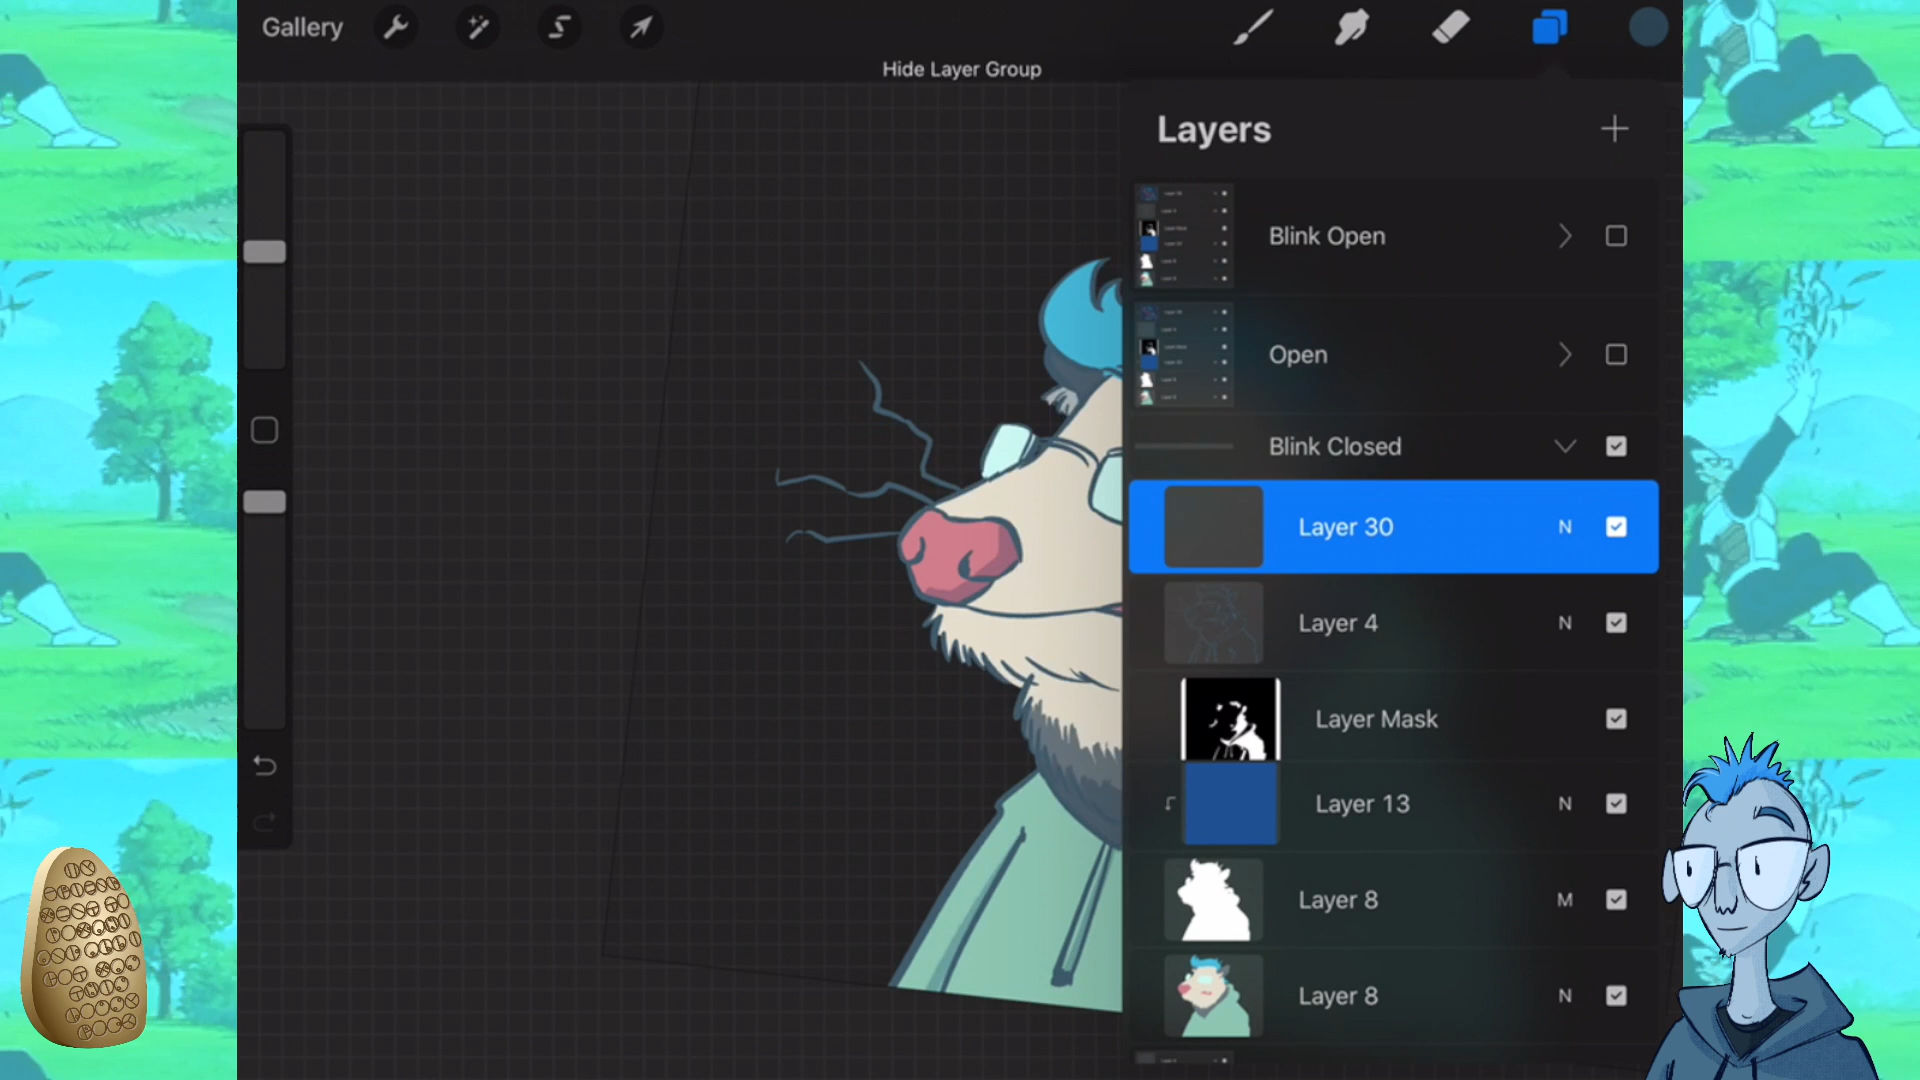 Gallery
Hide Layer Group
Layers
Blink Open
Open
Blink Closed
Layer 30 N
Layer 4 N
Layer Mask
Layer 13 N
Layer 8 M
Layer 8 N